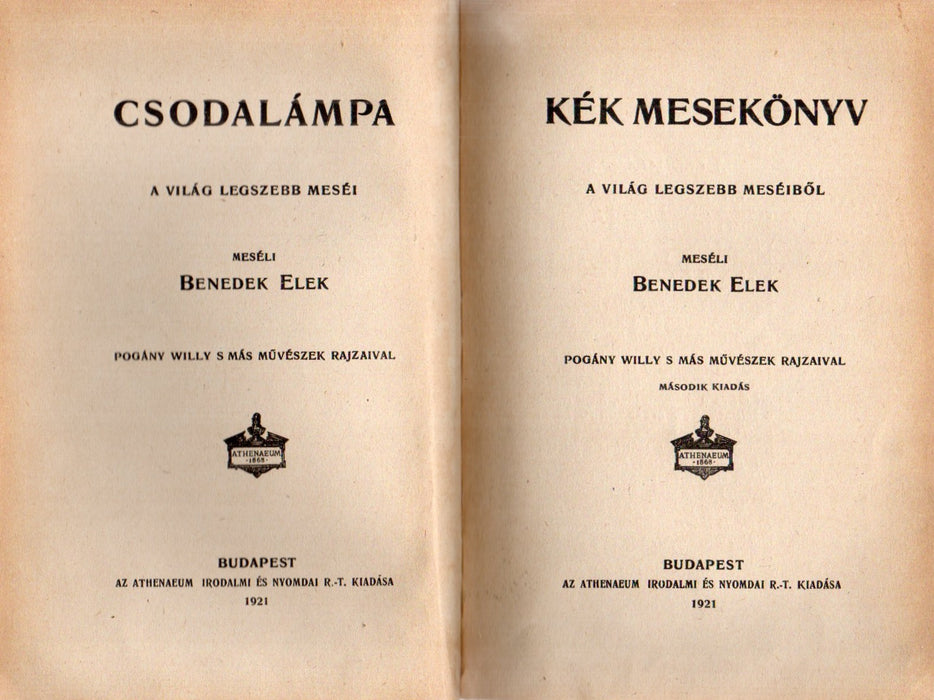 CSODALÁMPA
A VILÁG LEGSZEBB MESÉI
MESÉLI
BENEDEK ELEK
POGÁNY WILLY S MÁS MŰVÉSZEK RAJZAIVAL
ATHENAEUM
·1868·
BUDAPEST
AZ ATHENAEUM IRODALMI ÉS NYOMDAI R.-T. KIADÁSA
1921
KÉK MESEKÖNYV
A VILÁG LEGSZEBB MESÉIBŐL
MESÉLI
BENEDEK ELEK
POGÁNY WILLY S MÁS MŰVÉSZEK RAJZAIVAL
MÁSODIK KIADÁS
ATHENAEUM
·1868·
BUDAPEST
AZ ATHENAEUM IRODALMI ÉS NYOMDAI R.-T. KIADÁSA
1921